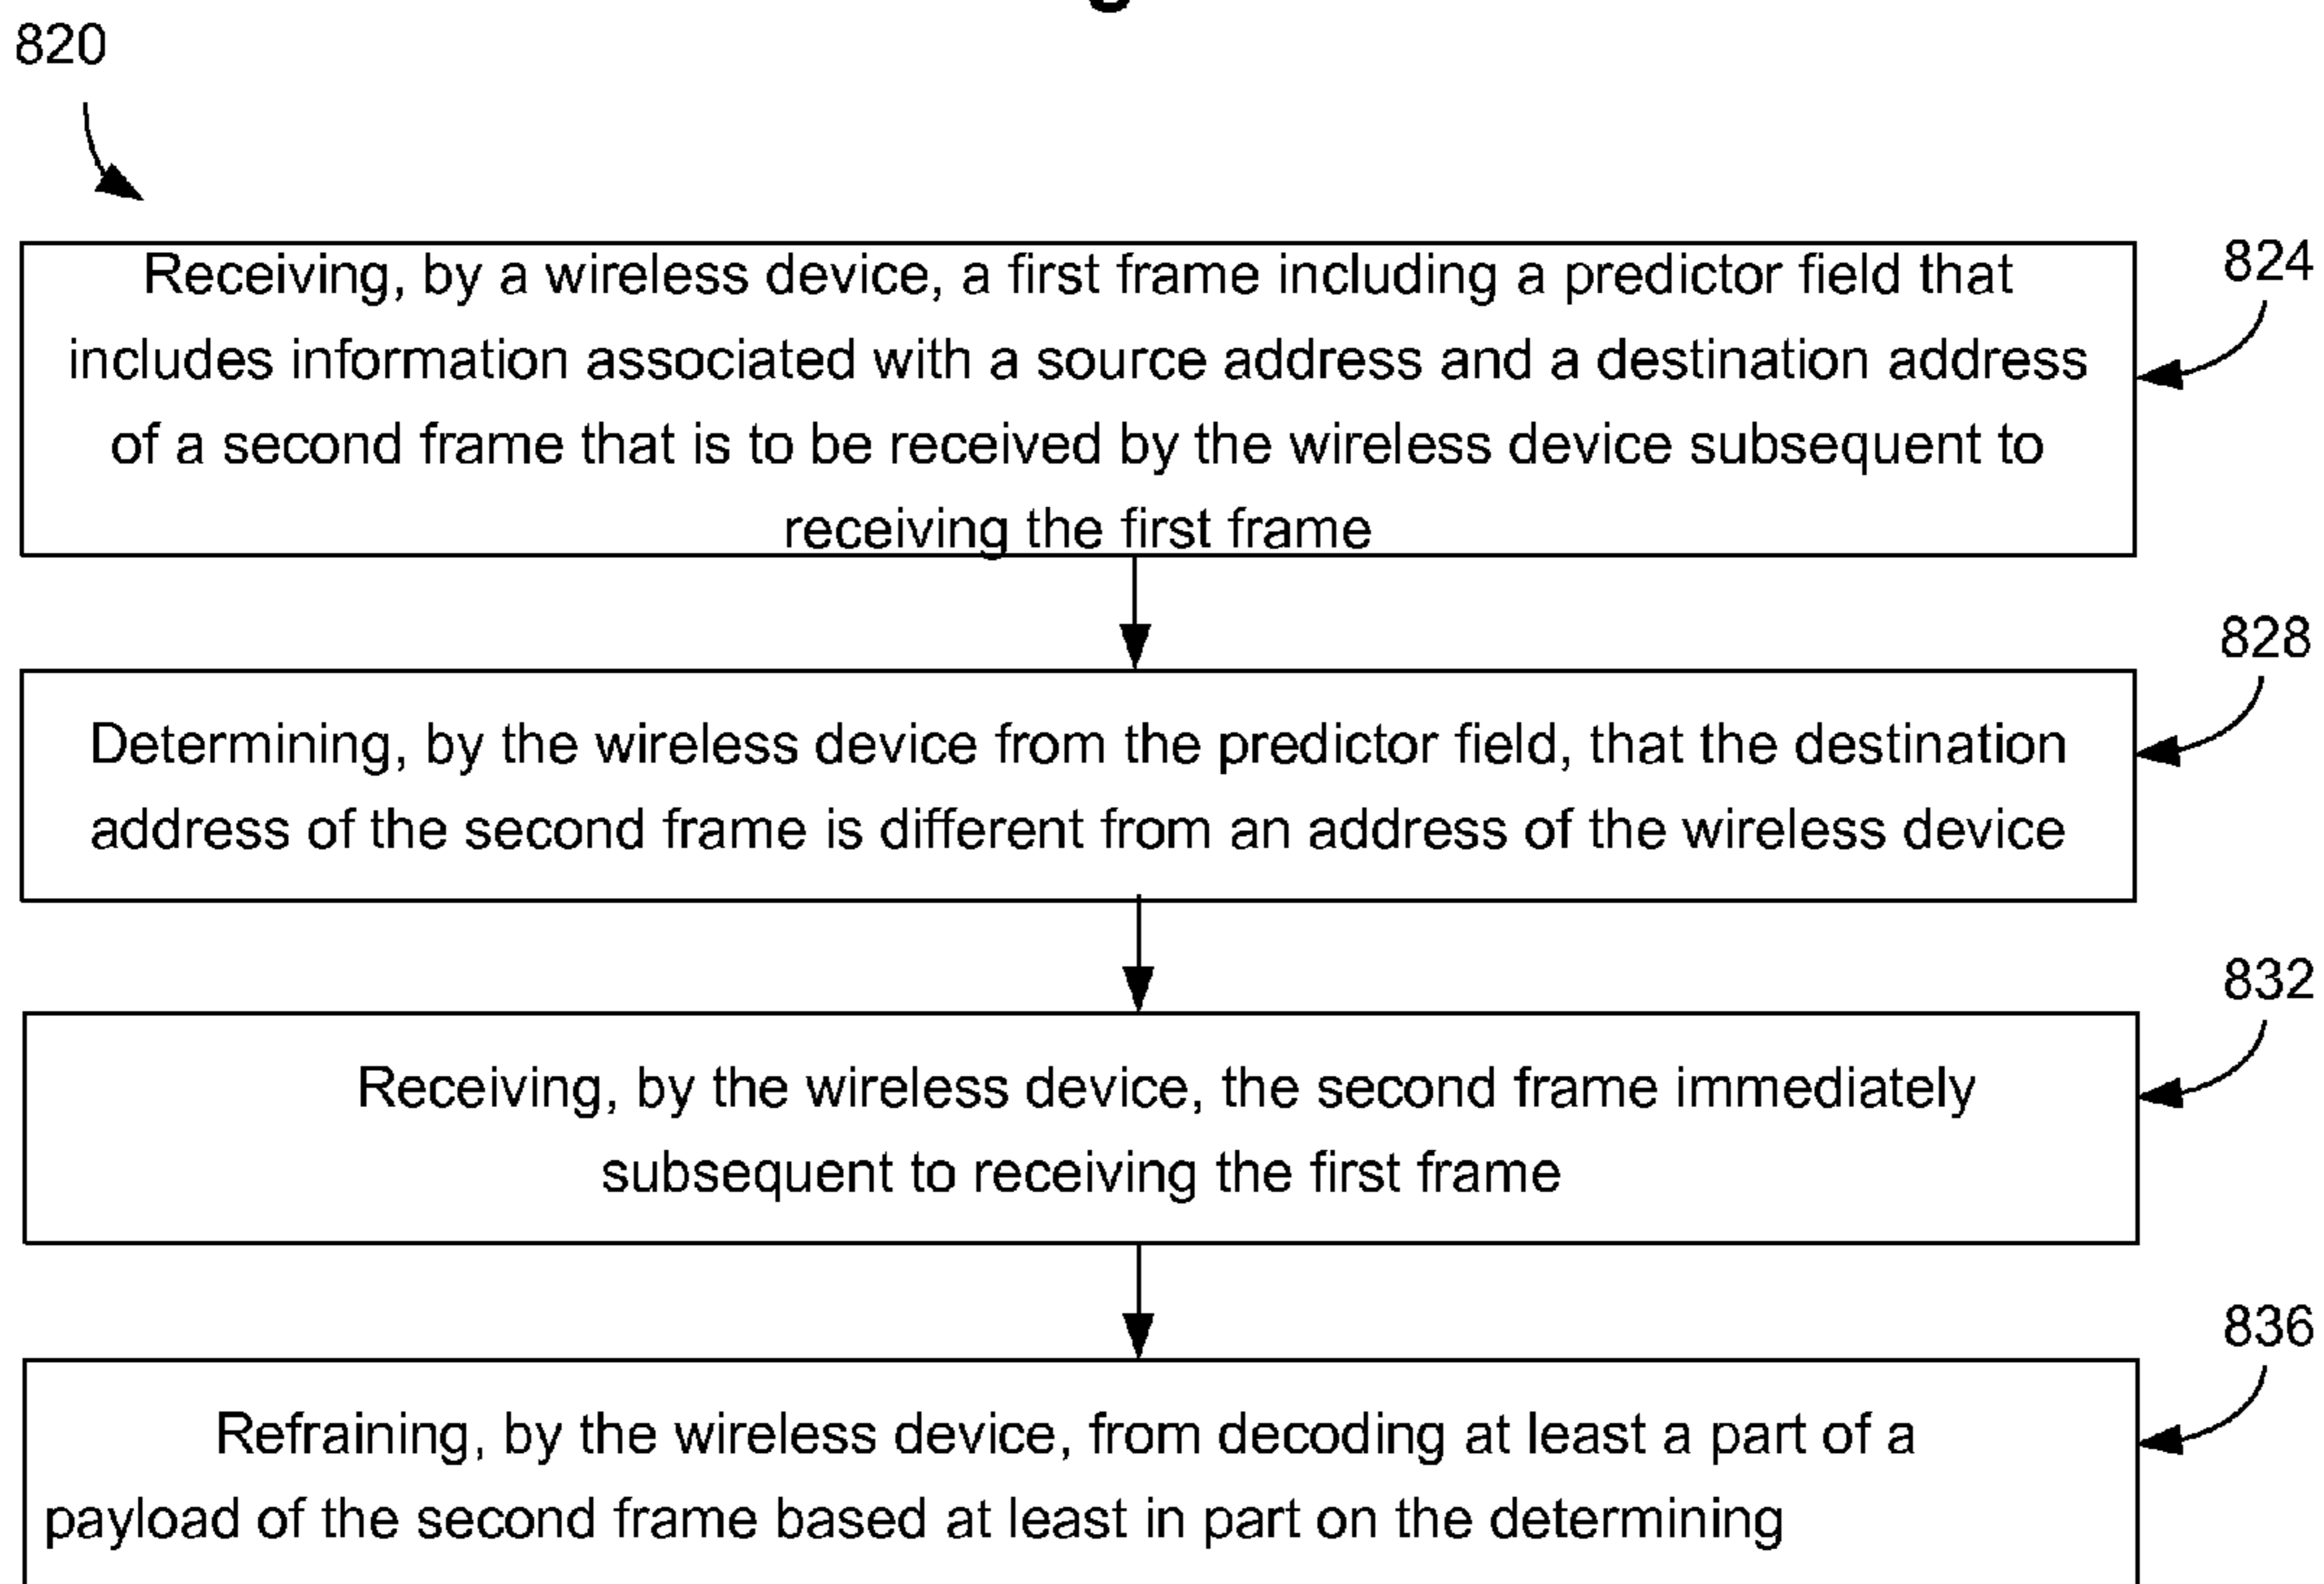 820
Receiving, by a wireless device, a first frame including a predictor field that
824
includes information associated with a source address and a destination address
of a second frame that is to be received by the wireless device subsequent to
receiving the first frame
828
Determining, by the wireless device from the predictor field, that the destination
address of the second frame is different from an address of the wireless device
832
Receiving, by the wireless device, the second frame immediately
subsequent to receiving the first frame
836
Refraining, by the wireless device, from decoding at least a part of a
payload of the second frame based at least in part on the determining